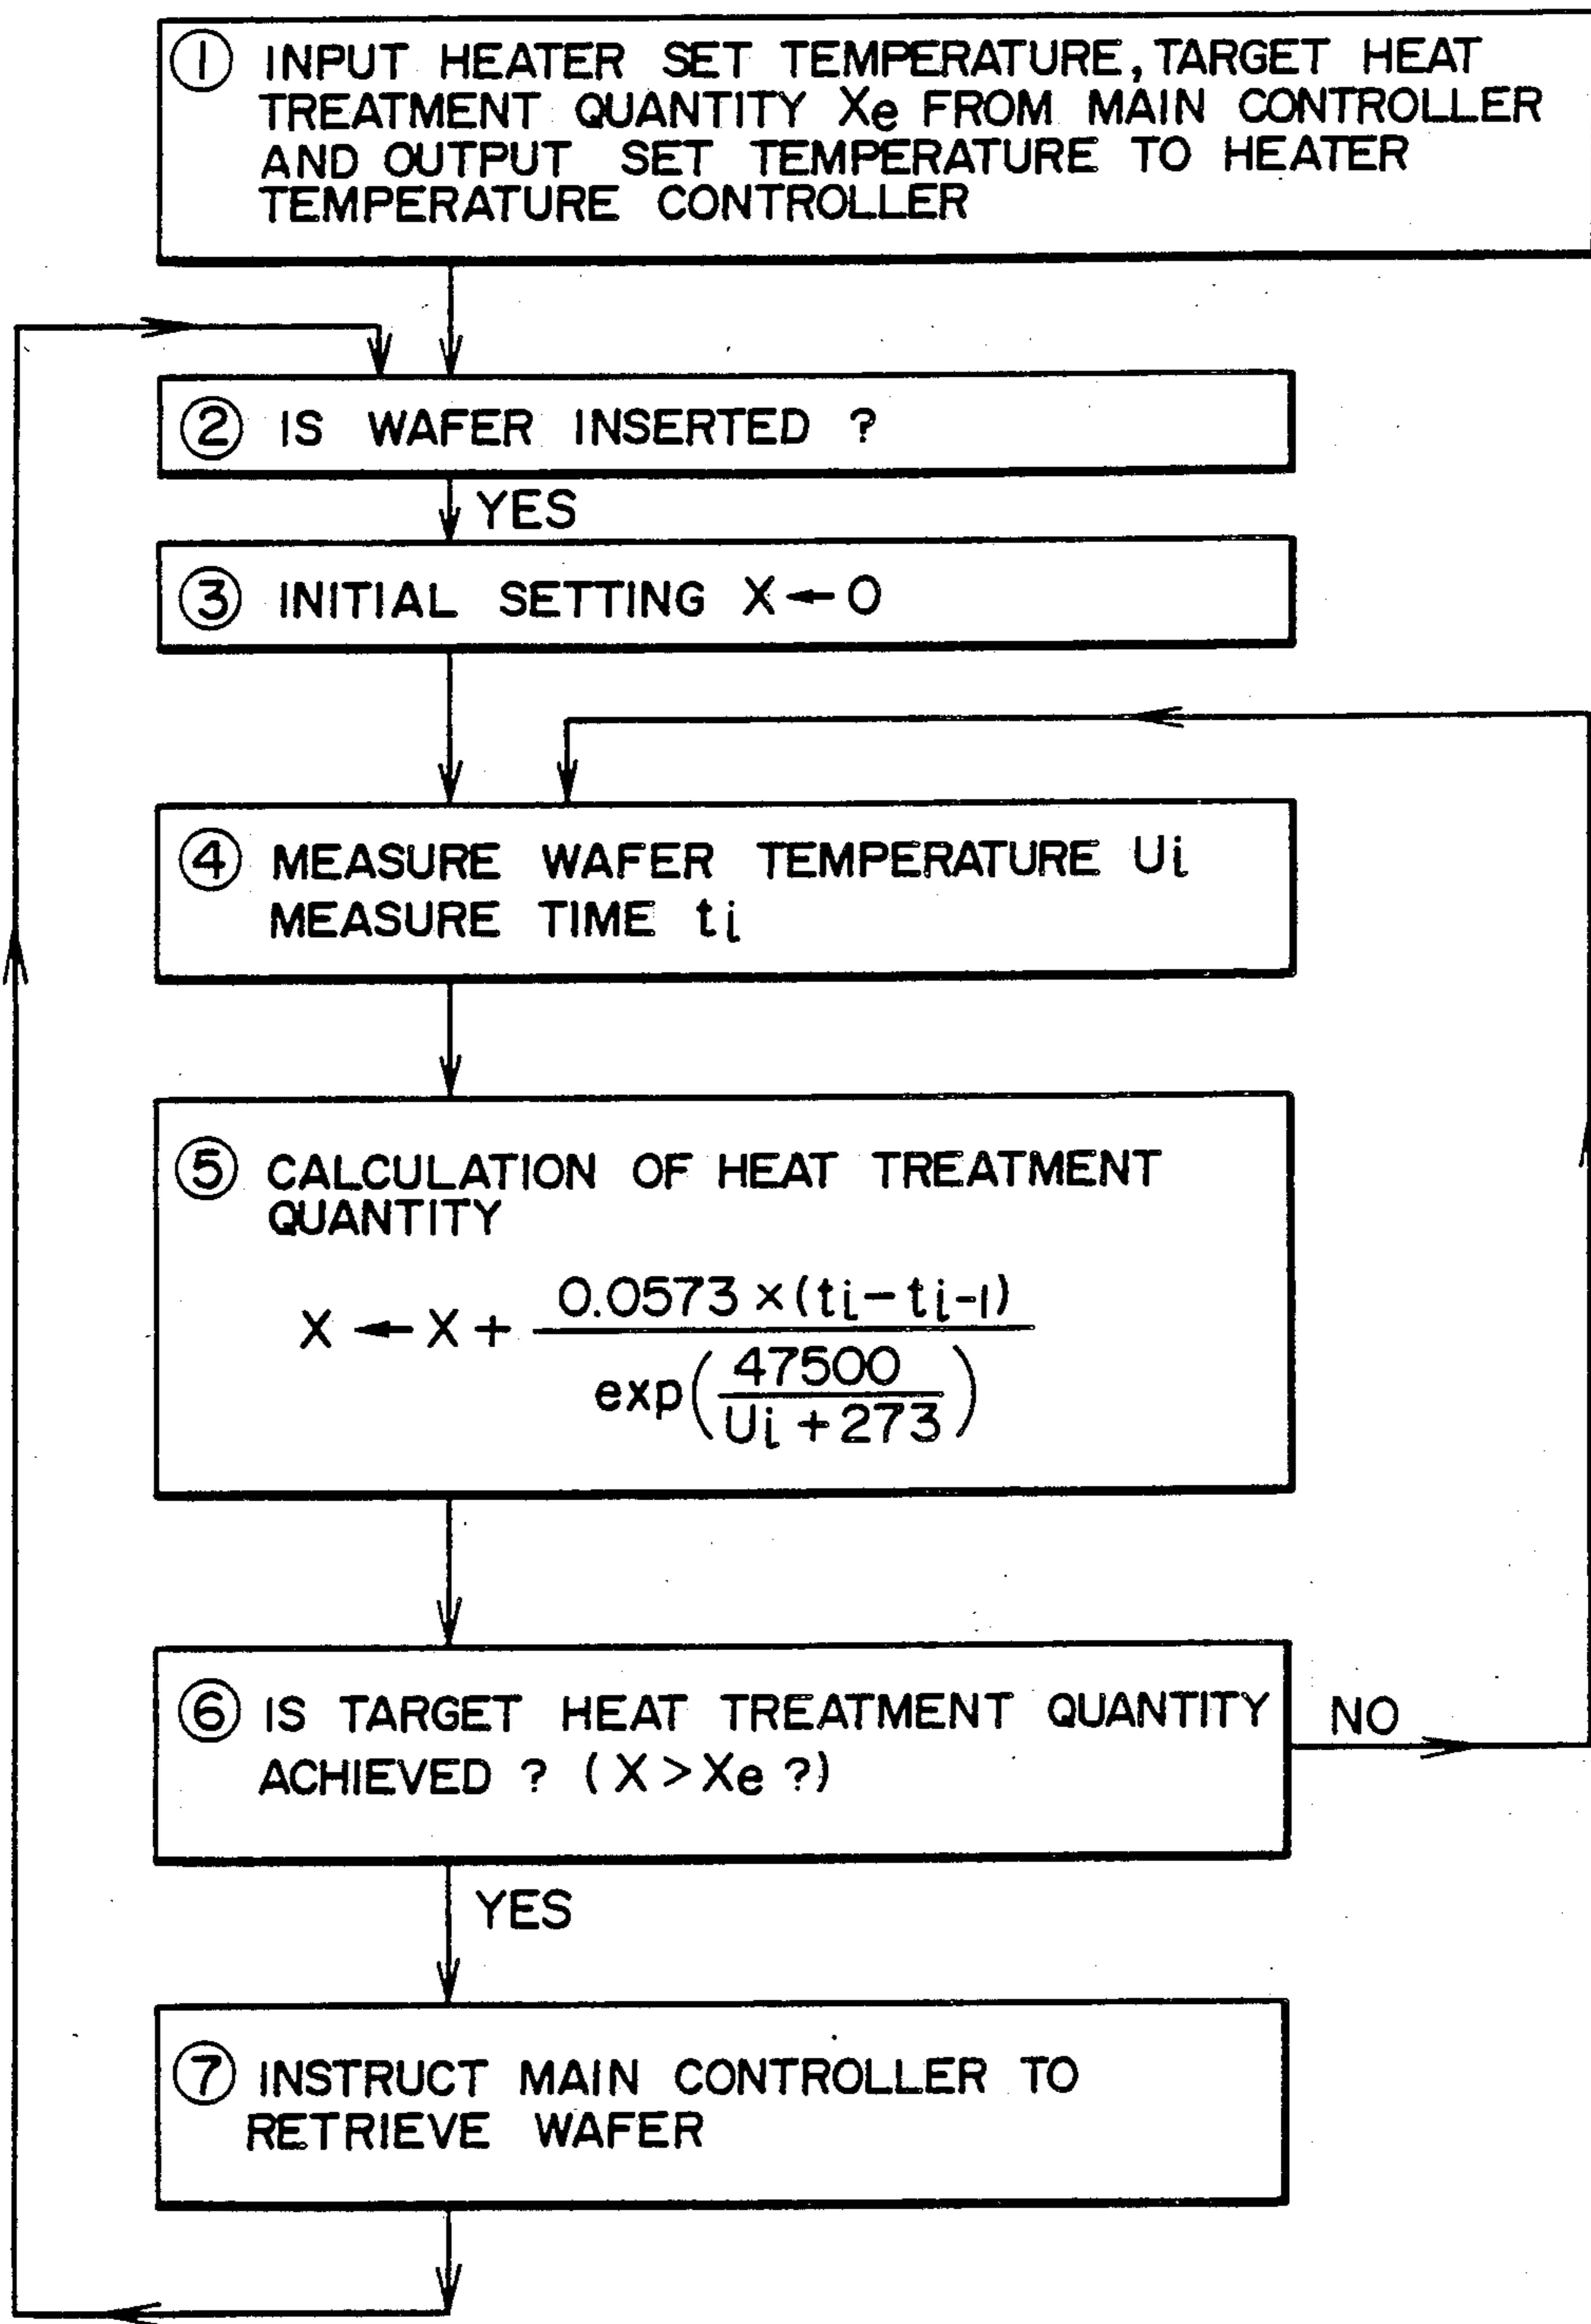 ① INPUT HEATER SET TEMPERATURE, TARGET HEAT
TREATMENT QUANTITY Xe FROM MAIN CONTROLLER
AND OUTPUT SET TEMPERATURE TO HEATER
TEMPERATURE CONTROLLER
② IS WAFER INSERTED ?
YES
③ INITIAL SETTING X←0
④ MEASURE WAFER TEMPERATURE Ui
MEASURE TIME ti
⑤ CALCULATION OF HEAT TREATMENT
QUANTITY
0.0573 ×(ti−ti-1)
X ← X +
47500
exp( )
Ui + 273
⑥ IS TARGET HEAT TREATMENT QUANTITY
ACHIEVED ? ( X > Xe ?)
NO
YES
⑦ INSTRUCT MAIN CONTROLLER TO
RETRIEVE WAFER